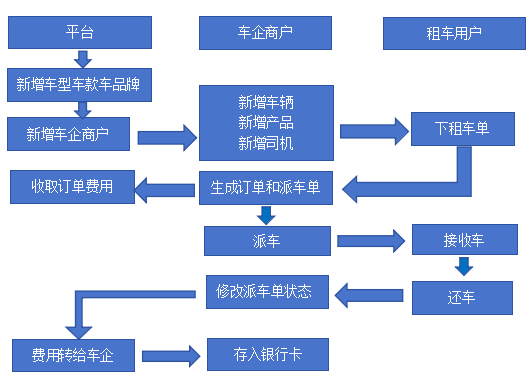 平台
车企商户
租车用户
新增车型车款车品牌
新增车企商户
新增车辆
新增产品
新增司机
下租车单
收取订单费用
生成订单和派车单
派车
接收车
修改派车单状态
还车
费用转给车企
存入银行卡